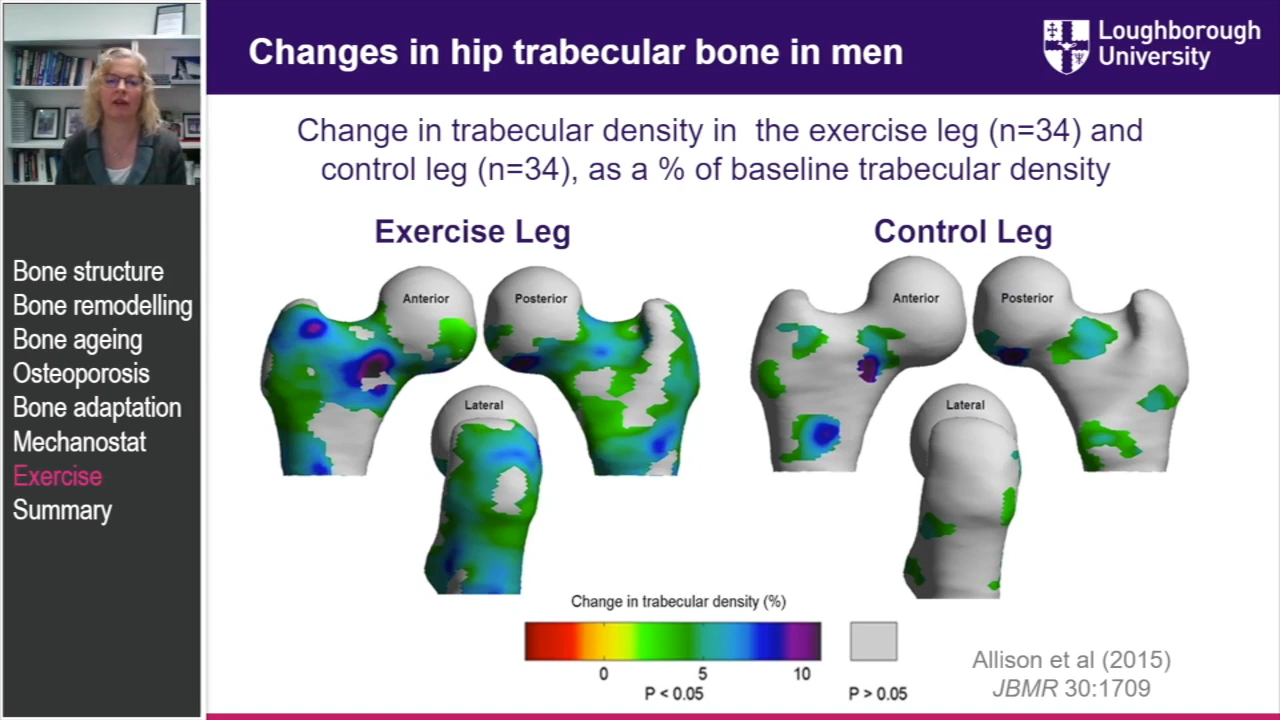 Changes in hip trabecular bone in men
Loughborough
University
Change in trabecular density in the exercise leg (n=34) and
control leg (n=34), as a % of baseline trabecular density
Exercise Leg
Control Leg
Anterior
Posterior
Lateral
Anterior
Posterior
Lateral
Bone structure
Bone remodelling
Bone ageing
Osteoporosis
Bone adaptation
Mechanostat
Exercise
Summary
Change in trabecular density (%)
0 5 10
P < 0.05
P > 0.05
Allison et al (2015)
JBMR 30:1709